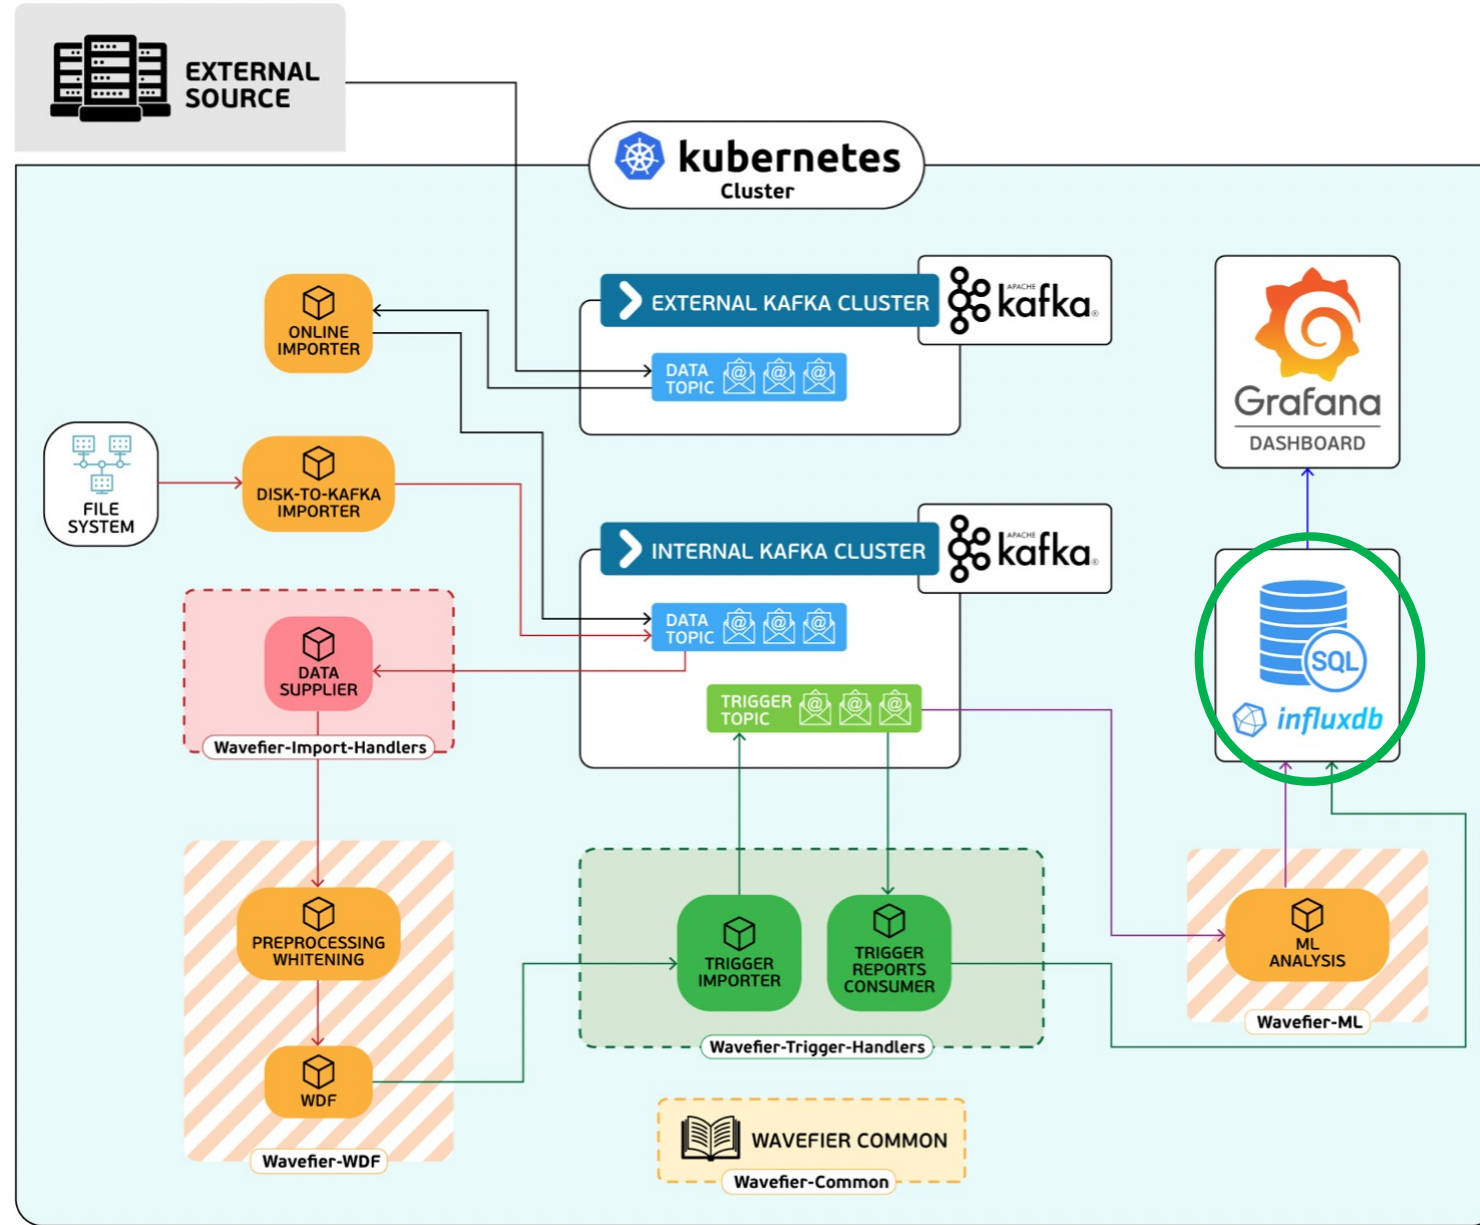 EXTERNAL
SOURCE
kubernetes
Cluster
EXTERNAL KAFKA CLUSTER
APACHE
kafka®
DATA
TOPIC
@ @ @
ONLINE
IMPORTER
Grafana
DASHBOARD
FILE
SYSTEM
DISK-TO-KAFKA
IMPORTER
INTERNAL KAFKA CLUSTER
APACHE
kafka®
DATA
TOPIC
@ @ @
TRIGGER
TOPIC
@ @ @
DATA
SUPPLIER
Wavefier-Import-Handlers
SQL
influxdb
PREPROCESSING
WHITENING
WDF
Wavefier-WDF
TRIGGER
IMPORTER
TRIGGER
REPORTS
CONSUMER
Wavefier-Trigger-Handlers
ML
ANALYSIS
Wavefier-ML
WAVEFIER COMMON
Wavefier-Common